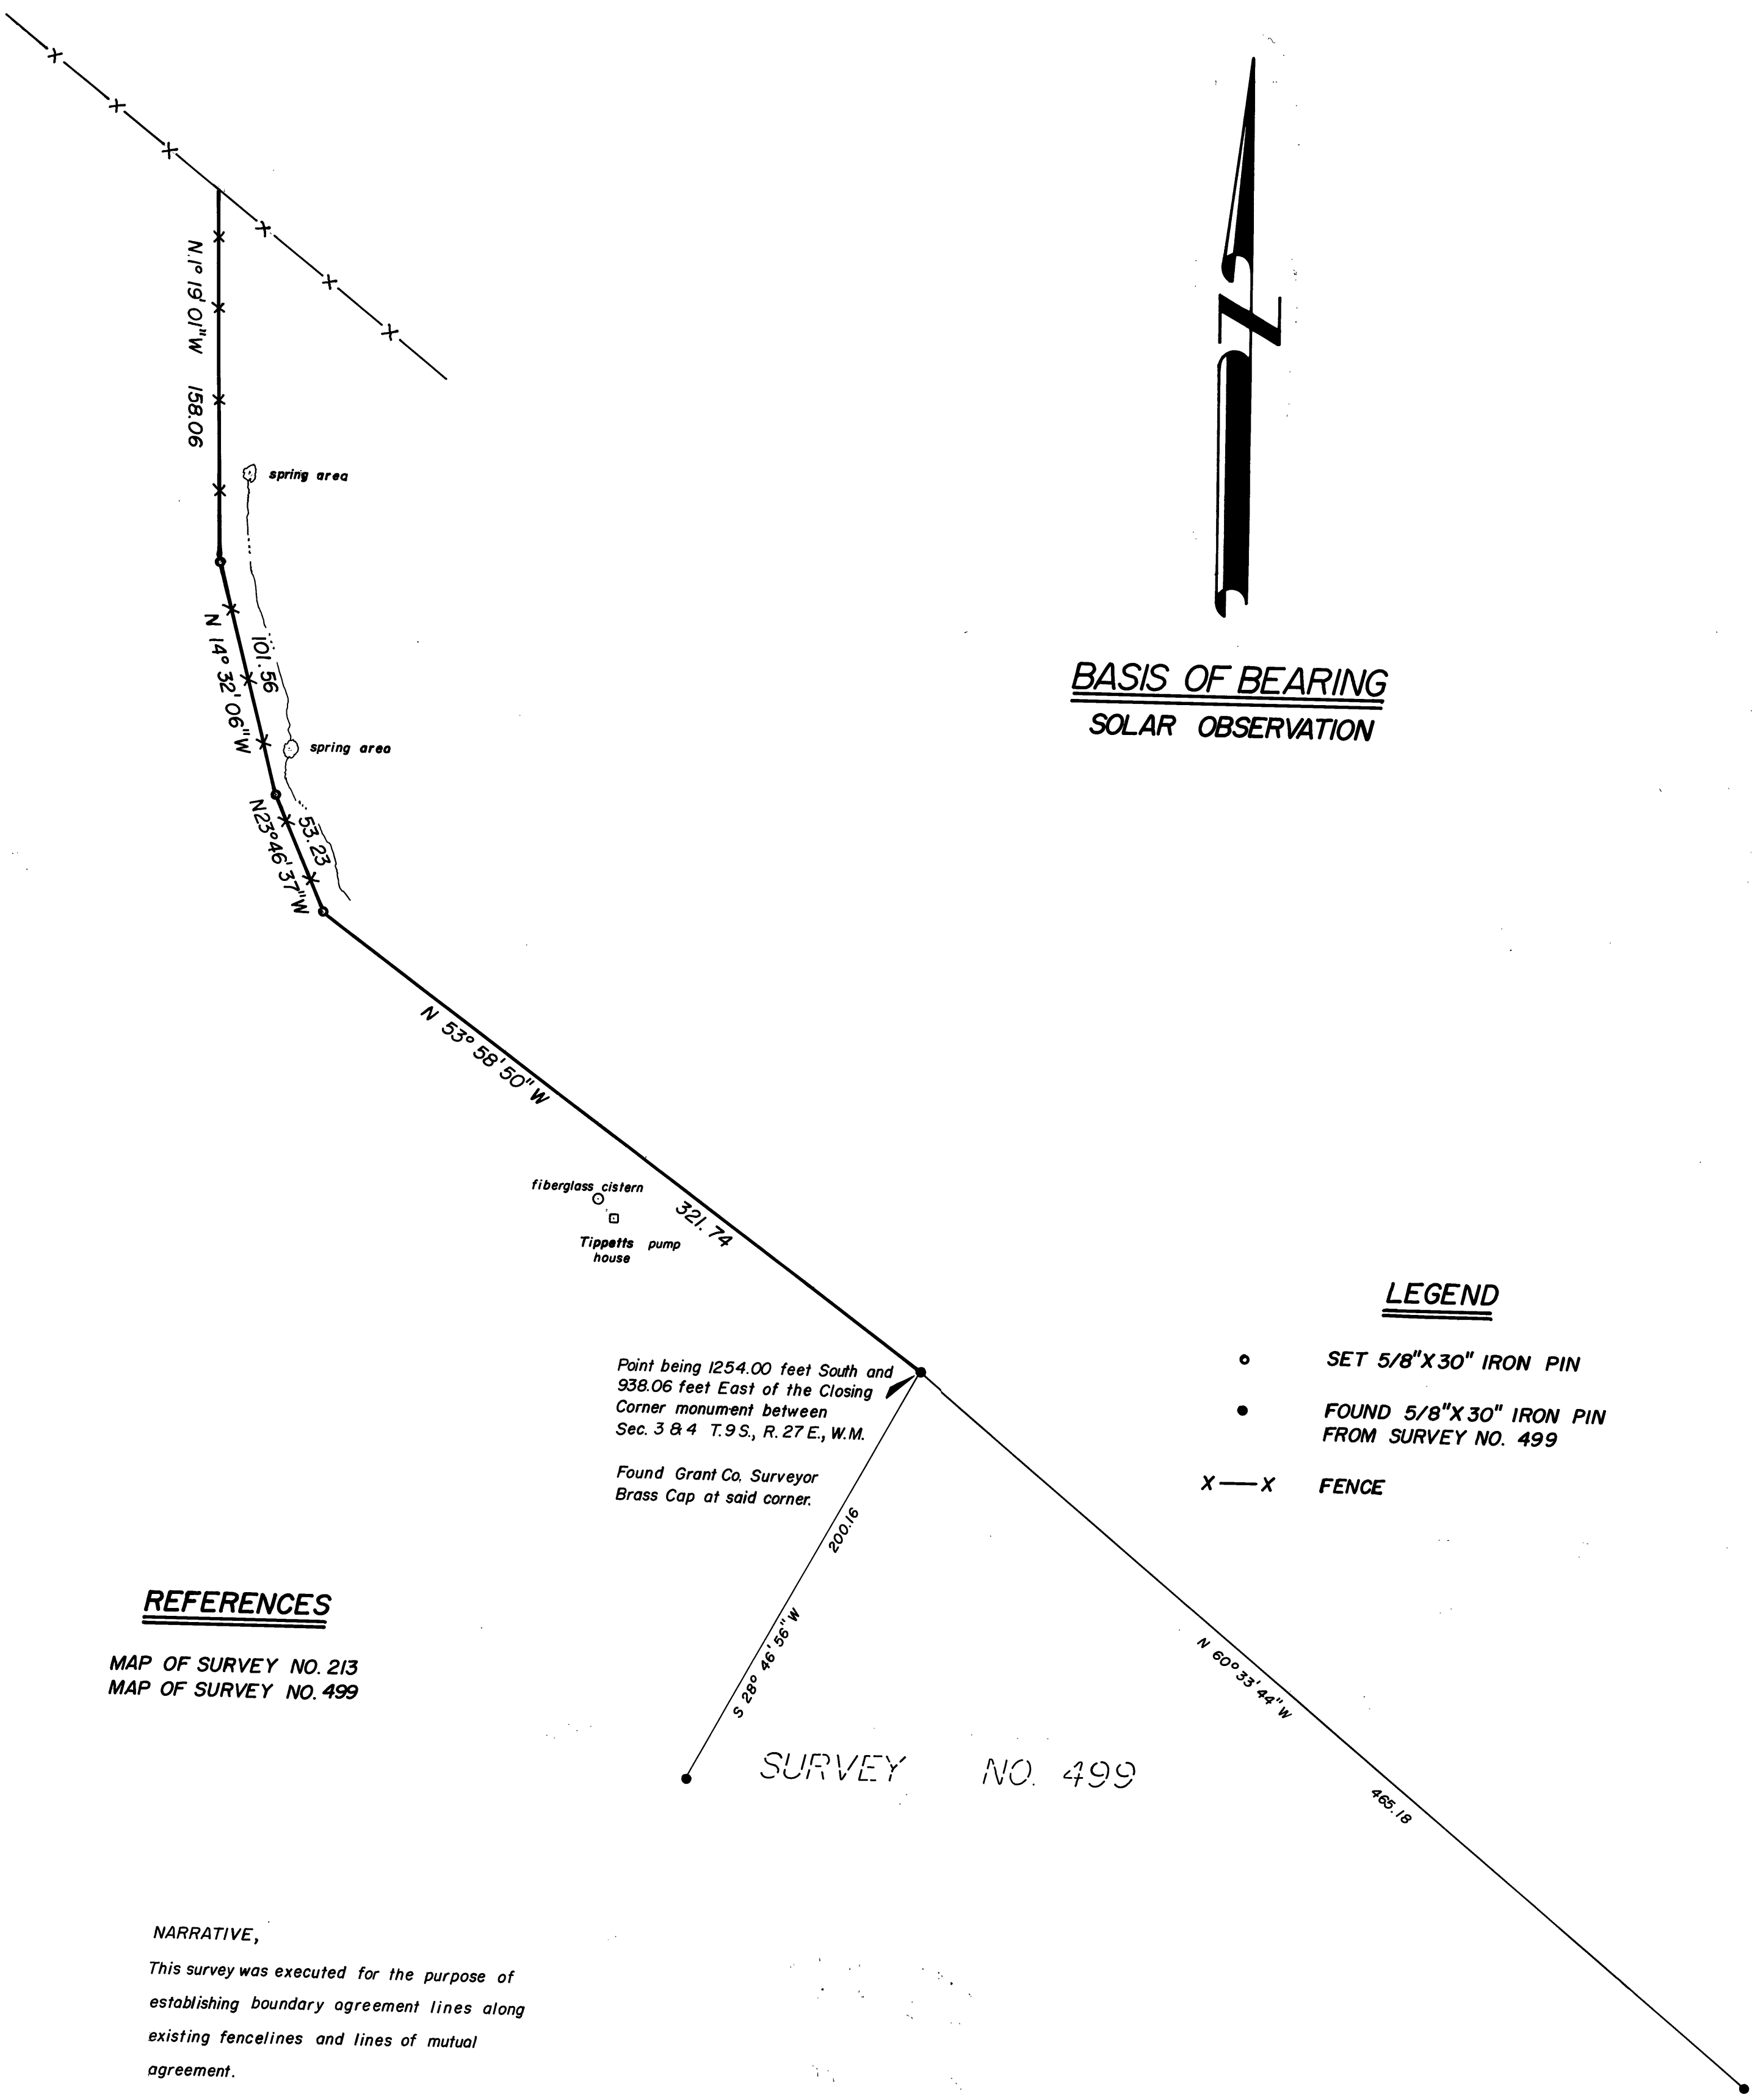 N. 1° 19' 01" W 158.06
spring area
N 14° 32' 06" W
101.56
spring area
N 23° 46' 37" W
53.23
N
BASIS OF BEARING
SOLAR OBSERVATION
N 53° 58' 50" W
321.74
fiberglass cistern
Tippetts pump
house
Point being 1254.00 feet South and
938.06 feet East of the Closing
Corner monument between
Sec. 3 & 4 T. 9 S., R. 27 E., W.M.
Found Grant Co. Surveyor
Brass Cap at said corner.
200.16
S 28° 46' 56" W
LEGEND
SET 5/8" X 30" IRON PIN
FOUND 5/8" X 30" IRON PIN
FROM SURVEY NO. 499
X — X FENCE
N 60° 33' 44" W
465.18
REFERENCES
MAP OF SURVEY NO. 213
MAP OF SURVEY NO. 499
SURVEY NO. 499
NARRATIVE,
This survey was executed for the purpose of
establishing boundary agreement lines along
existing fencelines and lines of mutual
agreement.